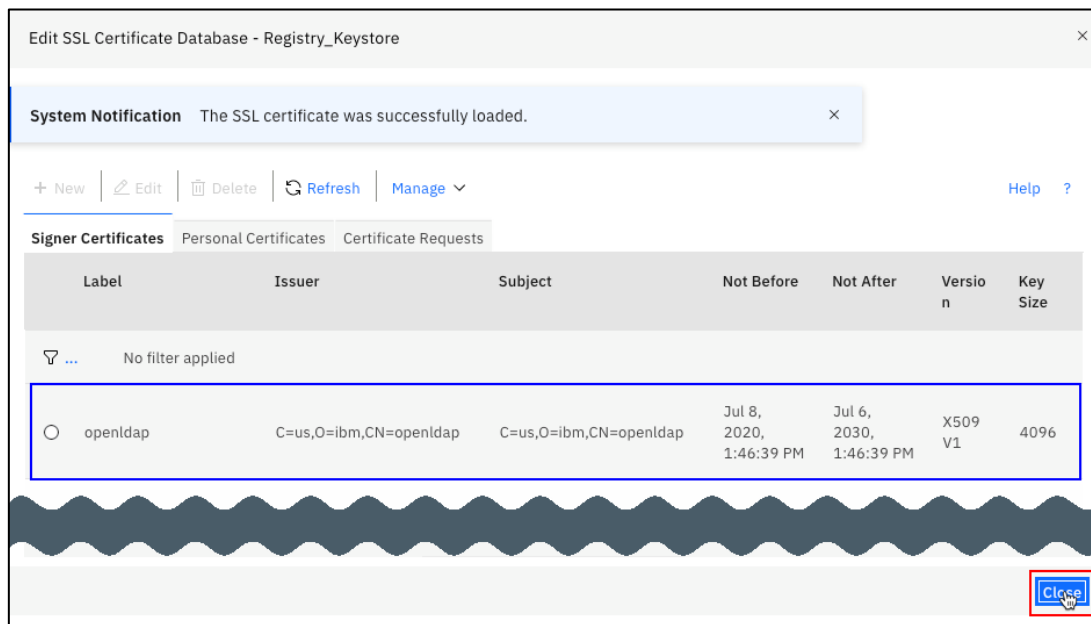 Edit SSL Certificate Database - Registry_Keystore
System Notification The SSL certificate was successfully loaded.
+ New Edit Delete Refresh Manage Help ?
Signer Certificates Personal Certificates Certificate Requests
Label Issuer Subject Not Before Not After Versio Key
n Size
... No filter applied
Jul 8, Jul 6,
openldap C=us,O=ibm,CN=openldap C=us,O=ibm,CN=openldap 2020, 2030, X509 4096
1:46:39 PM 1:46:39 PM V1
Close